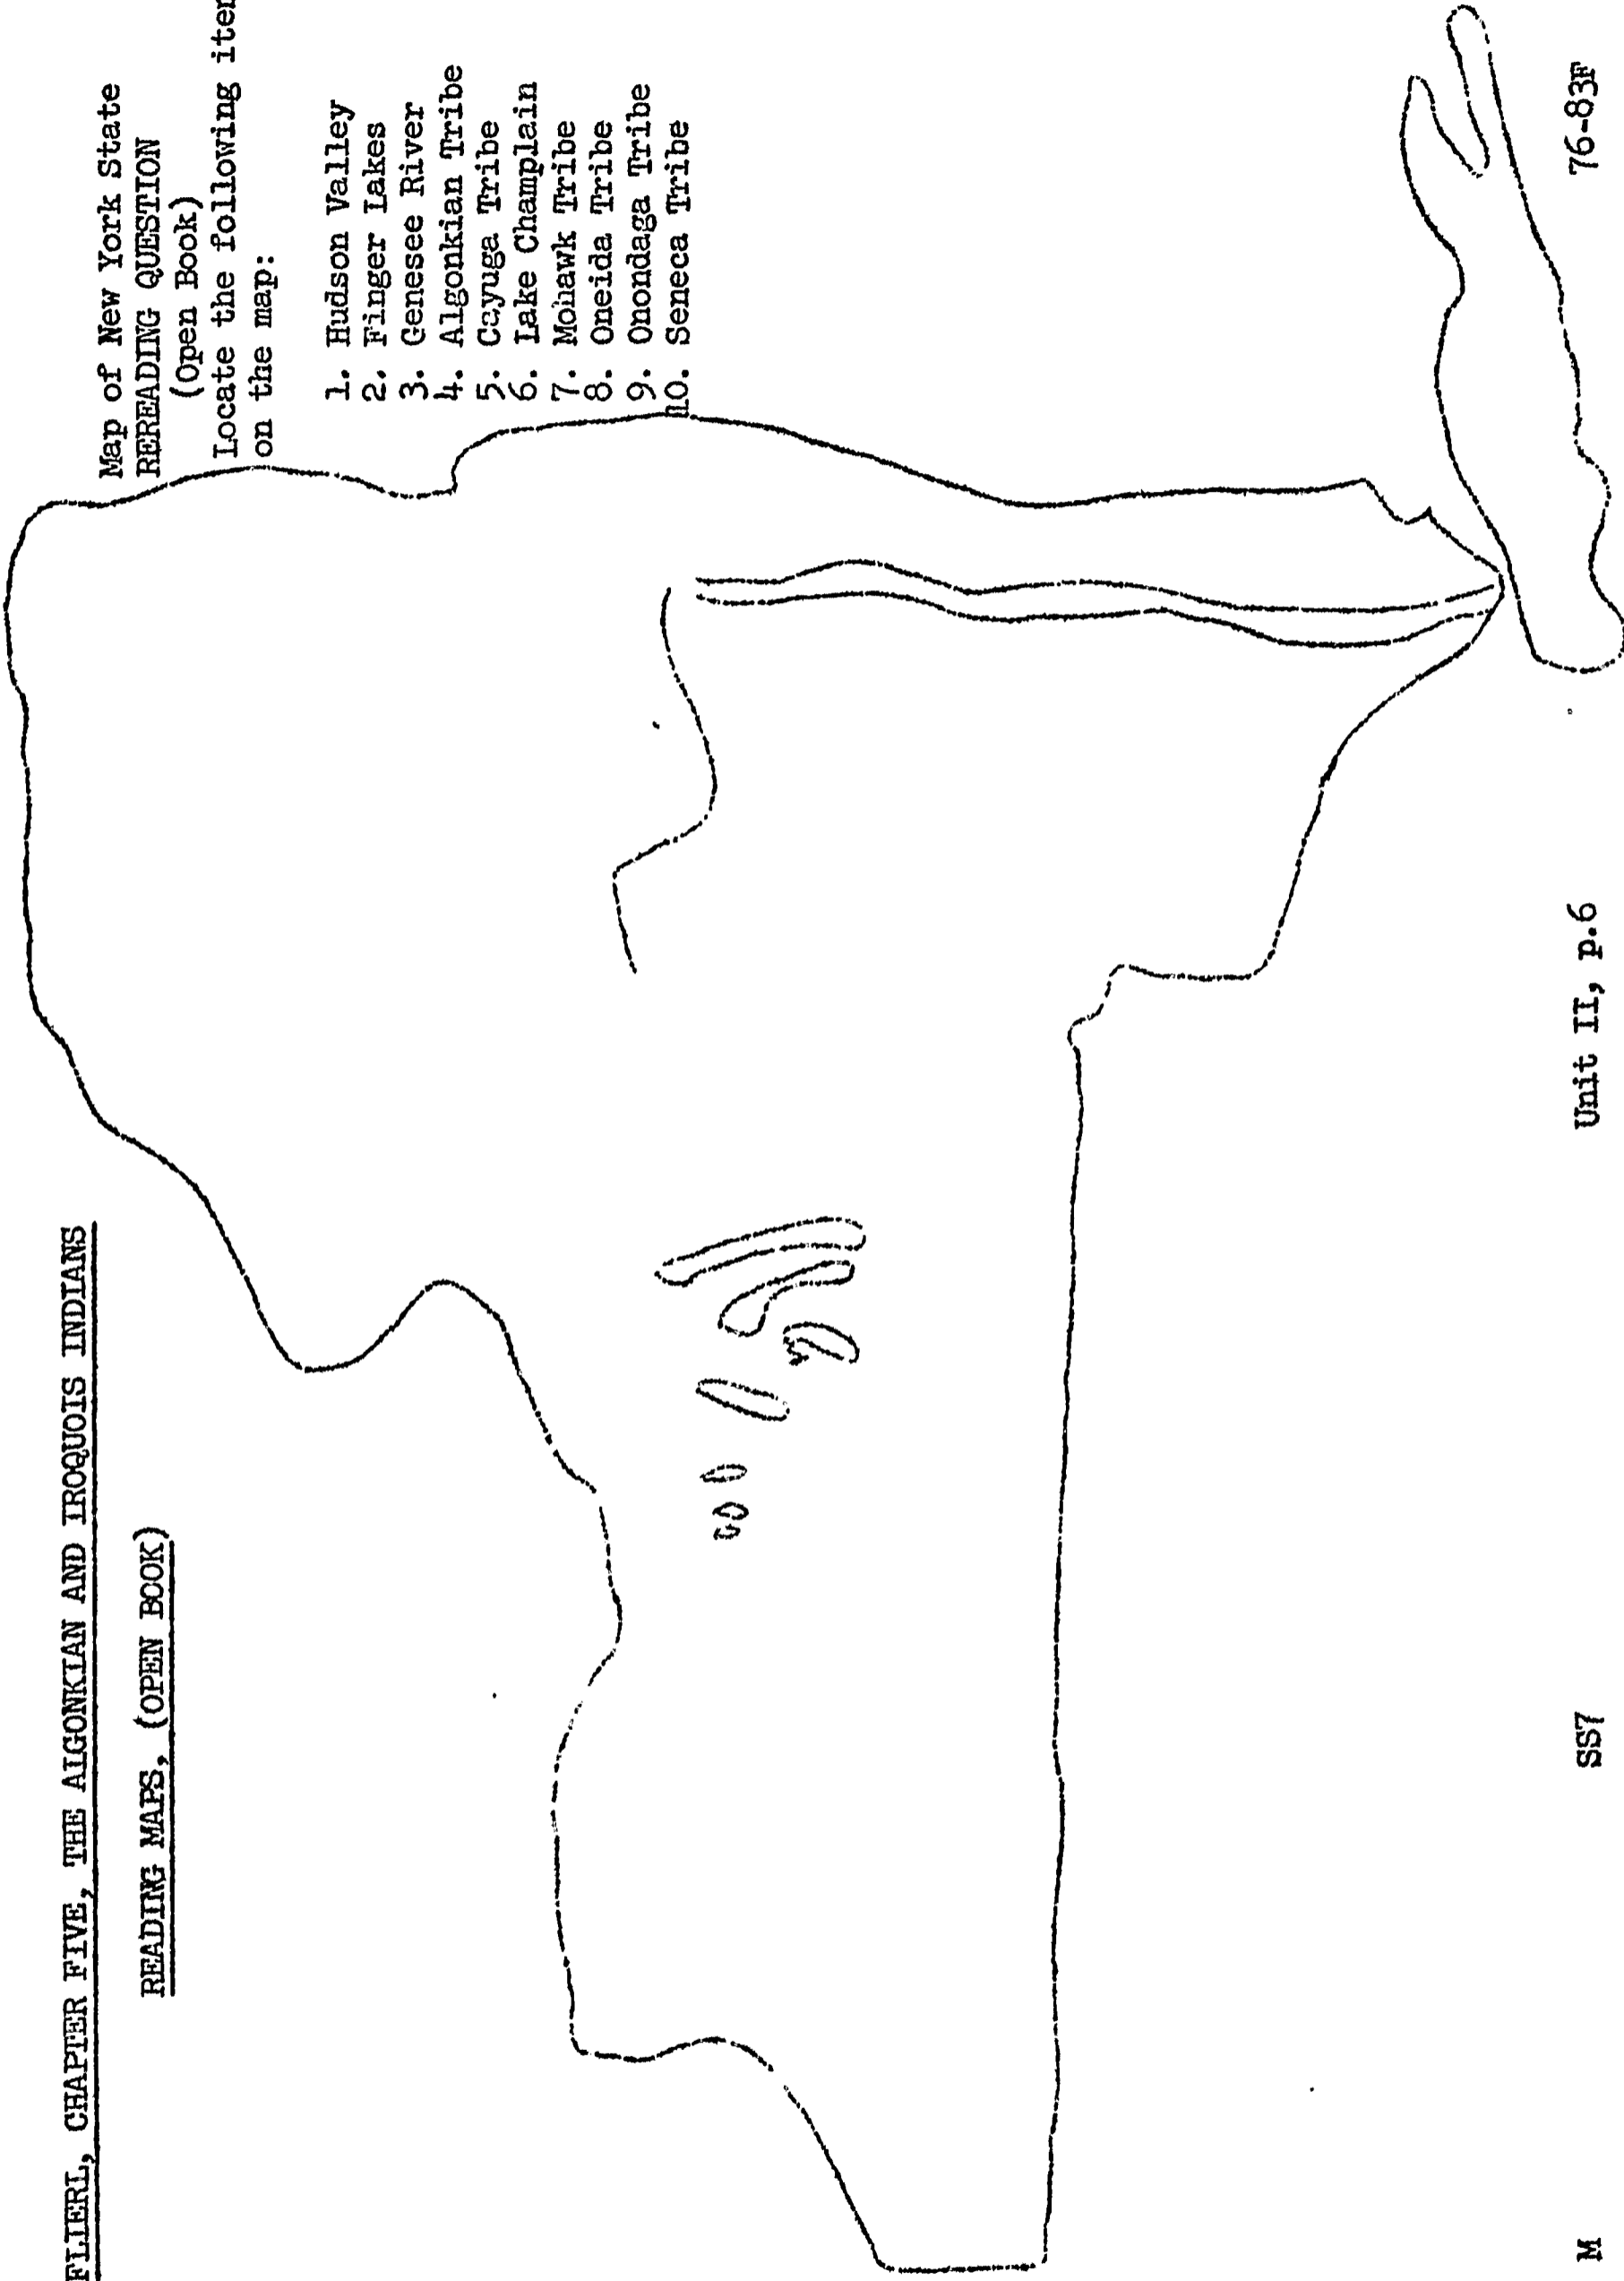 FLIERL, CHAPTER FIVE, THE ALGONKIAN AND IROQUOIS INDIANS
READING MAPS, (OPEN BOOK)
Map of New York State
REREADING QUESTION
(Open Book)
Locate the following iter
on the map:
1. Hudson Valley
2. Finger Lakes
3. Genesee River
4. Algonkian Tribe
5. Cayuga Tribe
6. Lake Champlain
7. Mohawk Tribe
8. Oneida Tribe
9. Onondaga Tribe
10. Seneca Tribe
M SS7 Unit II, p.6 76-83F